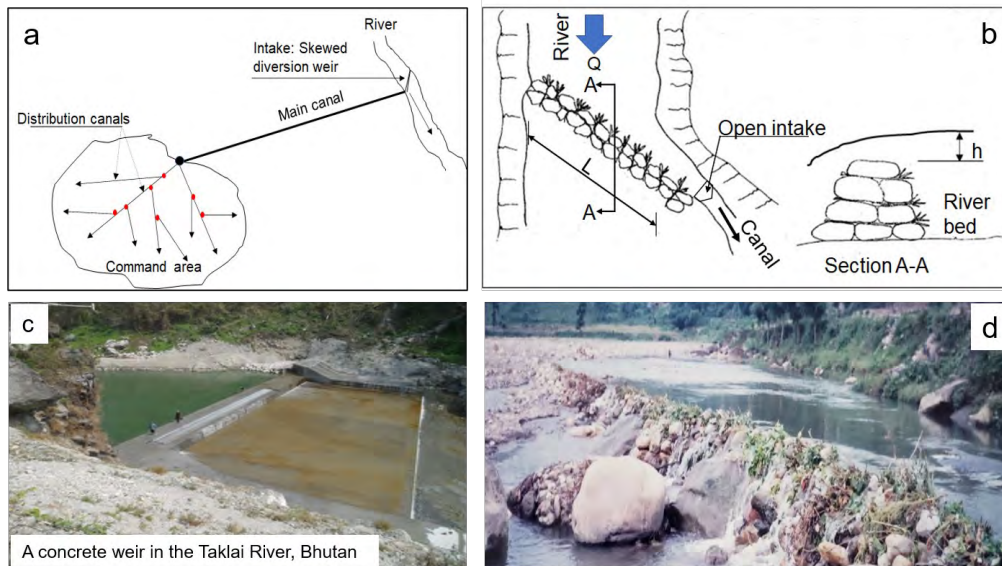 a
River
Intake: Skewed
diversion weir
Main canal
Distribution canals
Command area
b
River
Q
A
Open intake
L
A
Canal
h
River
bed
Section A-A
c
A concrete weir in the Taklai River, Bhutan
d